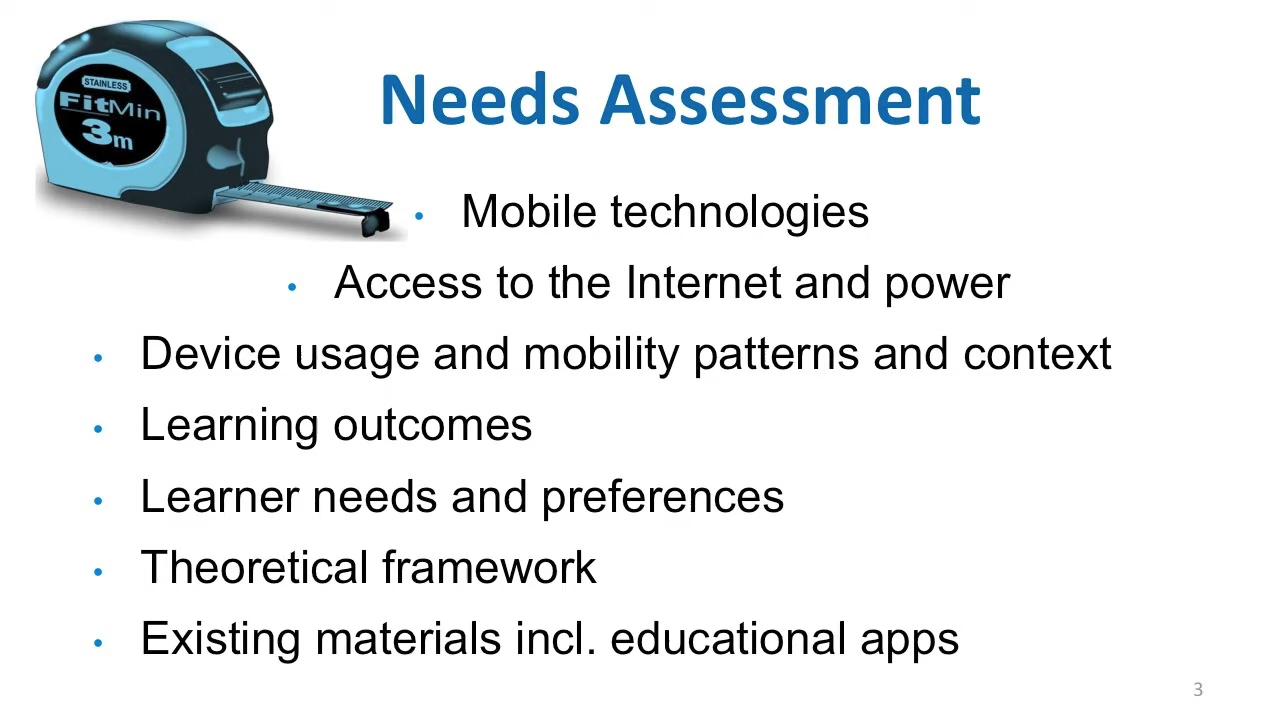 STAINLESS
FitMin
3m
Needs Assessment
• Mobile technologies
• Access to the Internet and power
• Device usage and mobility patterns and context
• Learning outcomes
• Learner needs and preferences
• Theoretical framework
• Existing materials incl. educational apps
3